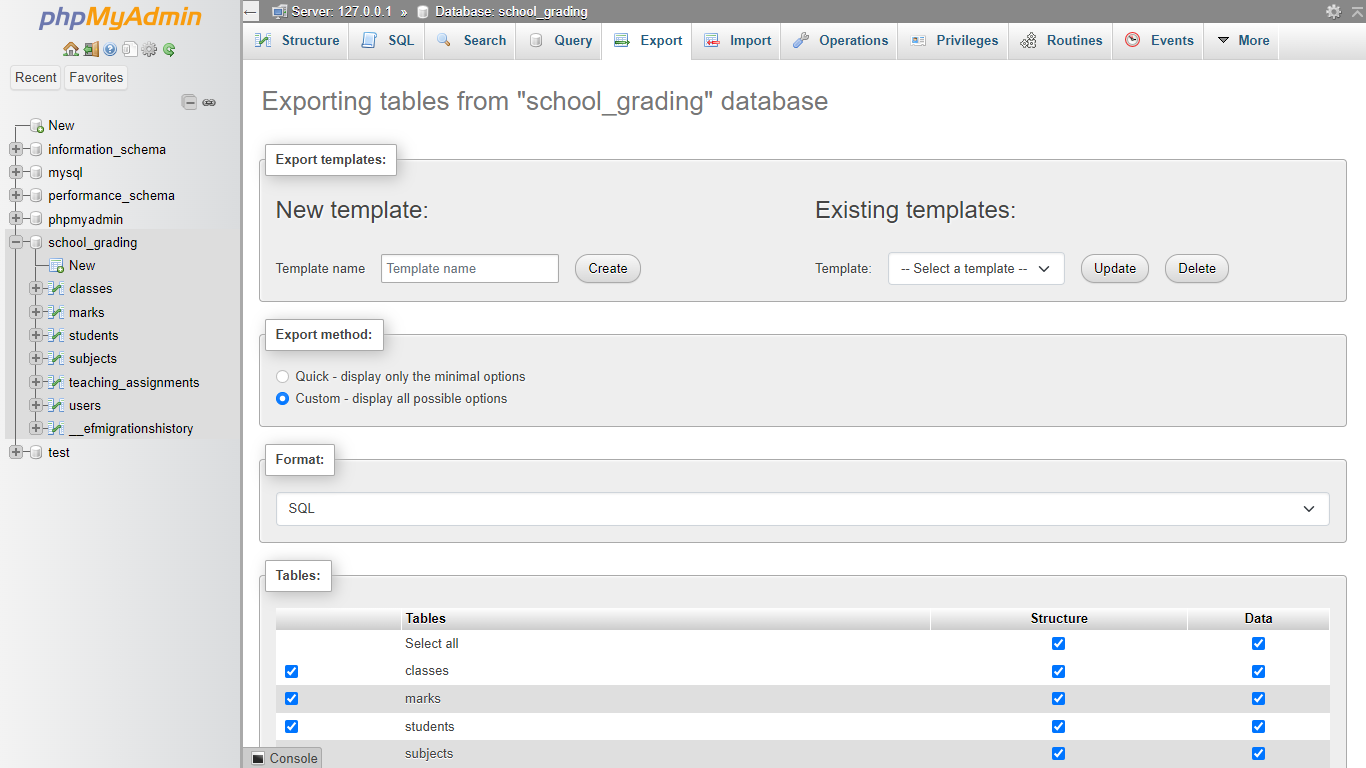 phpMyAdmin
Recent
Favorites
New
information_schema
mysql
performance_schema
phpmyadmin
school_grading
New
classes
marks
students
subjects
teaching_assignments
users
__efmigrationshistory
test
Server: 127.0.0.1 » Database: school_grading
Structure SQL Search Query Export Import Operations Privileges Routines Events More
Exporting tables from "school_grading" database
Export templates:
New template:
Template name Template name Create
Existing templates:
Template: -- Select a template -- Update Delete
Export method:
Quick - display only the minimal options
Custom - display all possible options
Format:
SQL
Tables:
Tables Structure Data
Select all
classes
marks
students
subjects
Console